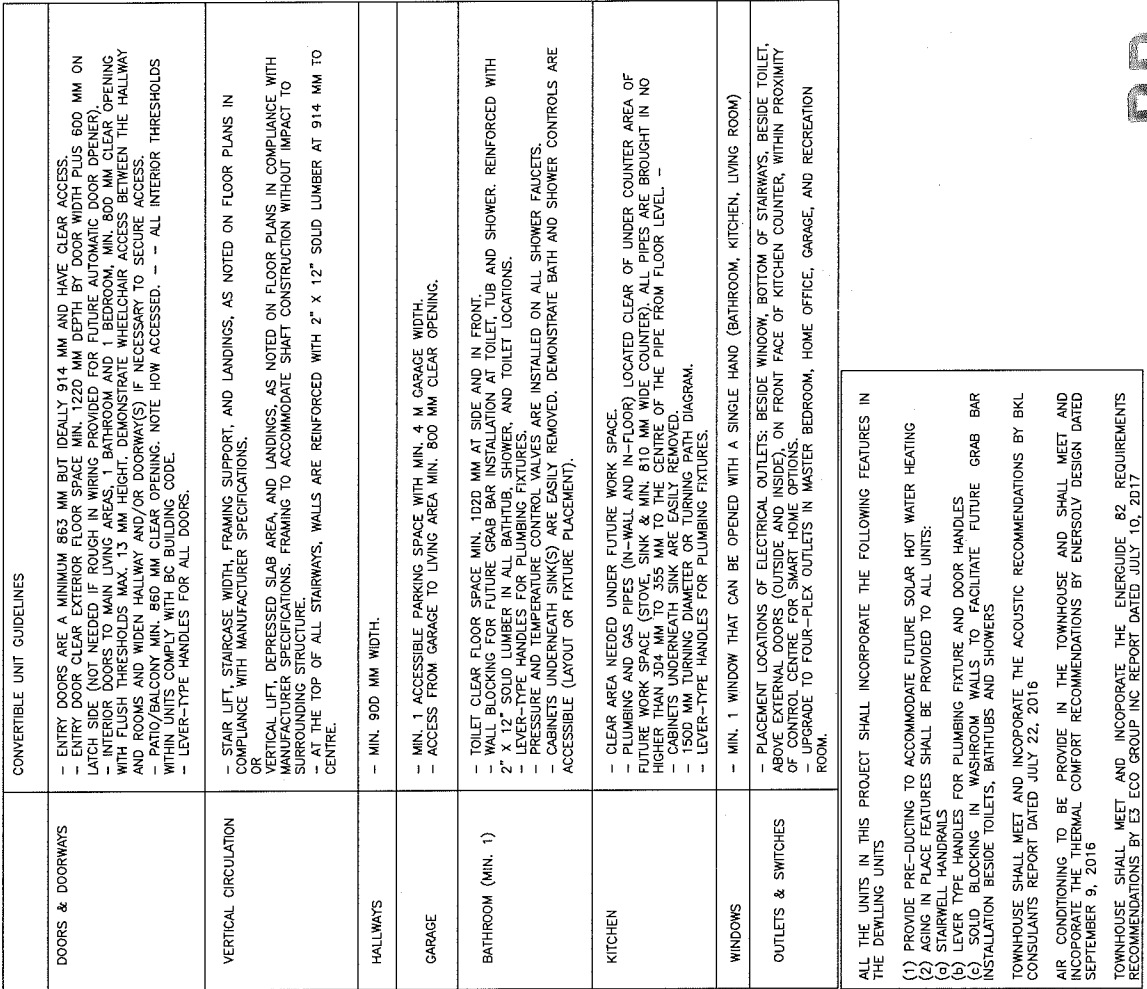 CONVERTIBLE UNIT GUIDELINES
DOORS & DOORWAYS
- ENTRY DOORS ARE A MINIMUM 863 MM BUT IDEALLY 914 MM AND HAVE CLEAR ACCESS.
- ENTRY DOOR CLEAR EXTERIOR FLOOR SPACE MIN. 1220 MM DEPTH BY DOOR WIDTH PLUS 600 MM ON
LATCH SIDE (NOT NEEDED IF ROUGH IN WIRING PROVIDED FOR FUTURE AUTOMATIC DOOR OPENER).
- INTERIOR DOORS TO MAIN LIVING AREAS, 1 BATHROOM AND 1 BEDROOM, MIN. 800 MM CLEAR OPENING
WITH FLUSH THRESHOLDS MAX. 13 MM HEIGHT. DEMONSTRATE WHEELCHAIR ACCESS BETWEEN THE HALLWAY
AND ROOMS AND WIDEN HALLWAY AND/OR DOORWAY(S) IF NECESSARY TO SECURE ACCESS.
- PATIO/BALCONY MIN. 860 MM CLEAR OPENING. NOTE HOW ACCESSED. - - ALL INTERIOR THRESHOLDS
WITHIN UNITS COMPLY WITH BC BUILDING CODE.
- LEVER-TYPE HANDLES FOR ALL DOORS.
VERTICAL CIRCULATION
- STAIR LIFT, STAIRCASE WIDTH, FRAMING SUPPORT, AND LANDINGS, AS NOTED ON FLOOR PLANS IN
COMPLIANCE WITH MANUFACTURER SPECIFICATIONS.
OR
VERTICAL LIFT, DEPRESSED SLAB AREA, AND LANDINGS, AS NOTED ON FLOOR PLANS IN COMPLIANCE WITH
MANUFACTURER SPECIFICATIONS. FRAMING TO ACCOMMODATE SHAFT CONSTRUCTION WITHOUT IMPACT TO
SURROUNDING STRUCTURE.
- AT THE TOP OF ALL STAIRWAYS, WALLS ARE REINFORCED WITH 2" X 12" SOLID LUMBER AT 914 MM TO
CENTRE.
HALLWAYS
- MIN. 900 MM WIDTH.
GARAGE
- MIN. 1 ACCESSIBLE PARKING SPACE WITH MIN. 4 M GARAGE WIDTH.
- ACCESS FROM GARAGE TO LIVING AREA MIN. 800 MM CLEAR OPENING.
BATHROOM (MIN. 1)
- TOILET CLEAR FLOOR SPACE MIN. 1020 MM AT SIDE AND IN FRONT.
- WALL BLOCKING FOR FUTURE GRAB BAR INSTALLATION AT TOILET, TUB AND SHOWER. REINFORCED WITH
2" X 12" SOLID LUMBER IN ALL BATHTUB, SHOWER, AND TOILET LOCATIONS.
- LEVER-TYPE HANDLES FOR PLUMBING FIXTURES.
- PRESSURE AND TEMPERATURE CONTROL VALVES ARE INSTALLED ON ALL SHOWER FAUCETS.
- CABINETS UNDERNEATH SINK(S) ARE EASILY REMOVED. DEMONSTRATE BATH AND SHOWER CONTROLS ARE
ACCESSIBLE (LAYOUT OR FIXTURE PLACEMENT).
KITCHEN
- CLEAR AREA NEEDED UNDER FUTURE WORK SPACE.
- PLUMBING AND GAS PIPES (IN-WALL AND IN-FLOOR) LOCATED CLEAR OF UNDER COUNTER AREA OF
FUTURE WORK SPACE (STOVE, SINK & MIN. 810 MM WIDE COUNTER). ALL PIPES ARE BROUGHT IN NO
HIGHER THAN 304 MM TO 355 MM TO THE CENTRE OF THE PIPE FROM FLOOR LEVEL. -
- CABINETS UNDERNEATH SINK ARE EASILY REMOVED.
- 1500 MM TURNING DIAMETER OR TURNING PATH DIAGRAM.
- LEVER-TYPE HANDLES FOR PLUMBING FIXTURES.
WINDOWS
- MIN. 1 WINDOW THAT CAN BE OPENED WITH A SINGLE HAND (BATHROOM, KITCHEN, LIVING ROOM)
OUTLETS & SWITCHES
- PLACEMENT LOCATIONS OF ELECTRICAL OUTLETS: BESIDE WINDOW, BOTTOM OF STAIRWAYS, BESIDE TOILET,
ABOVE EXTERNAL DOORS (OUTSIDE AND INSIDE), ON FRONT FACE OF KITCHEN COUNTER, WITHIN PROXIMITY
OF CONTROL CENTRE FOR SMART HOME OPTIONS.
- UPGRADE TO FOUR-PLEX OUTLETS IN MASTER BEDROOM, HOME OFFICE, GARAGE, AND RECREATION
ROOM.
ALL THE UNITS IN THIS PROJECT SHALL INCORPORATE THE FOLLOWING FEATURES IN
THE DEWLLING UNITS
(1) PROVIDE PRE-DUCTING TO ACCOMMODATE FUTURE SOLAR HOT WATER HEATING
(2) AGING IN PLACE FEATURES SHALL BE PROVIDED TO ALL UNITS:
(a) STAIRWELL HANDRAILS
(b) LEVER TYPE HANDLES FOR PLUMBING FIXTURE AND DOOR HANDLES
(c) SOLID BLOCKING IN WASHROOM WALLS TO FACILITATE FUTURE GRAB BAR
INSTALLATION BESIDE TOILETS, BATHTUBS AND SHOWERS
TOWNHOUSE SHALL MEET AND INCOPORATE THE ACOUSTIC RECOMMENDATIONS BY BKL
CONSULANTS REPORT DATED JULY 22, 2016
AIR CONDITIONING TO BE PROVIDE IN THE TOWNHOUSE AND SHALL MEET AND
INCOPORATE THE THERMAL COMFORT RECOMMENDATIONS BY ENERSOLV DESIGN DATED
SEPTEMBER 9, 2016
TOWNHOUSE SHALL MEET AND INCOPORATE THE ENERGUIDE 82 REQUIREMENTS
RECOMMENDATIONS BY E3 ECO GROUP INC REPORT DATED JULY 10, 2017